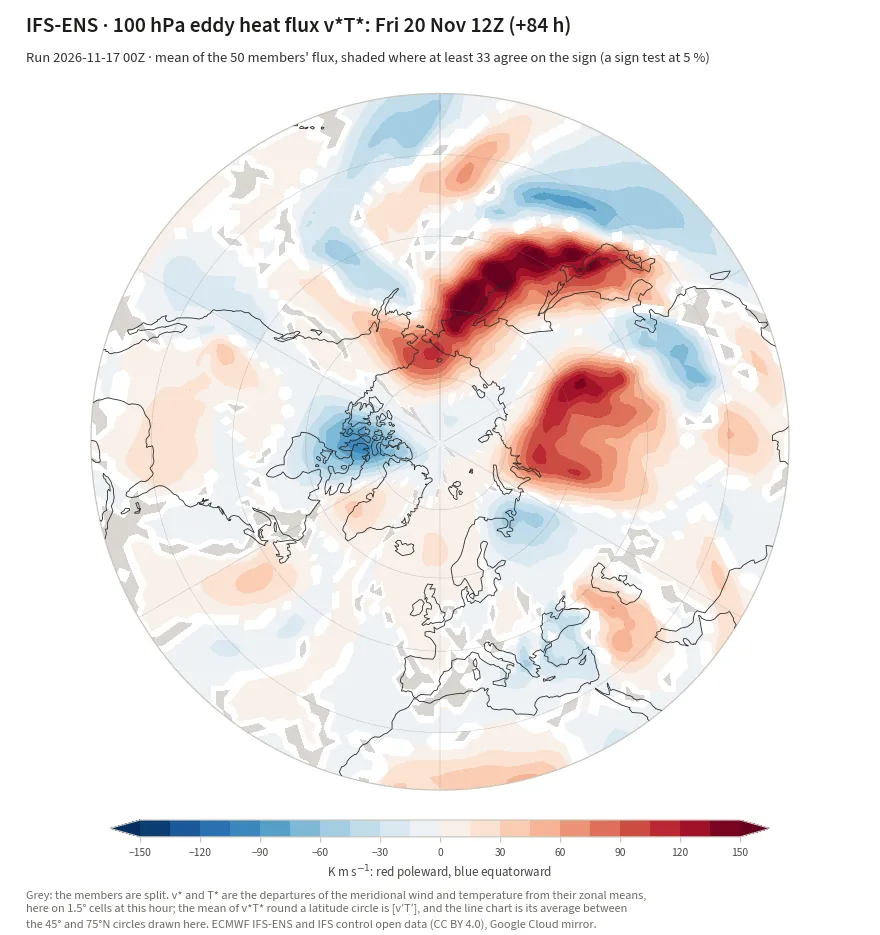 IFS-ENS · 100 hPa eddy heat flux v*T*: Fri 20 Nov 12Z (+84 h)
Run 2026-11-17 00Z · mean of the 50 members' flux, shaded where at least 33 agree on the sign (a sign test at 5 %)
−150 −120 −90 −60 −30 0 30 60 90 120 150
K m s⁻¹: red poleward, blue equatorward
Grey: the members are split. v* and T* are the departures of the meridional wind and temperature from their zonal means,
here on 1.5° cells at this hour; the mean of v*T* round a latitude circle is [v'T'], and the line chart is its average between
the 45° and 75°N circles drawn here. ECMWF IFS-ENS and IFS control open data (CC BY 4.0), Google Cloud mirror.